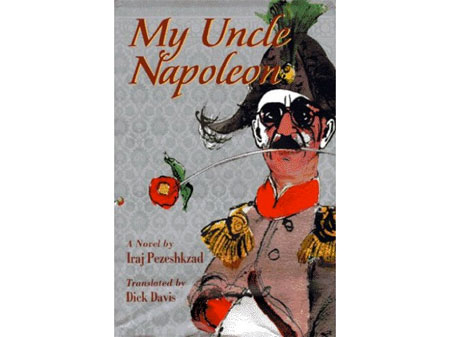 My Uncle
Napoleon
A Novel by
Iraj Pezeshkzad
Translated by
Dick Davis